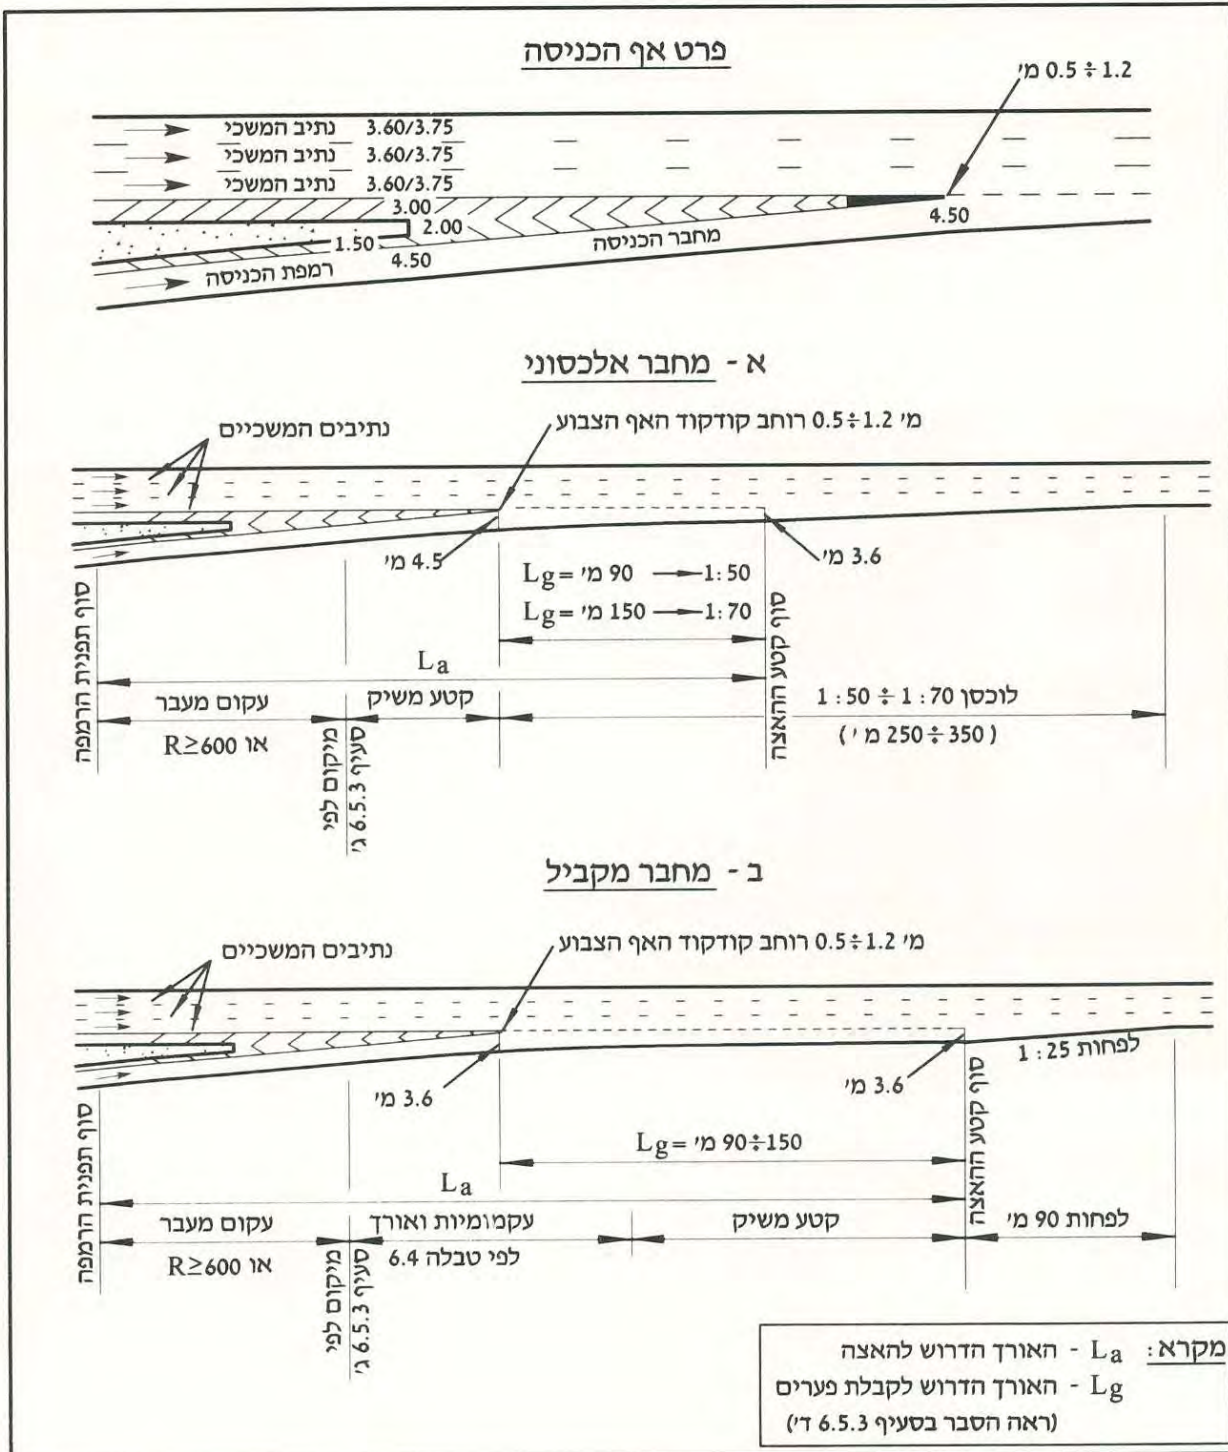 פרט אף הכניסה
0.5÷1.2 מ'
נתיב המשכי 3.60/3.75
נתיב המשכי 3.60/3.75
נתיב המשכי 3.60/3.75
3.00
2.00
1.50
4.50
4.50
מחבר הכניסה
רמפת הכניסה
א - מחבר אלכסוני
נתיבים המשכיים
מ' 0.5÷1.2 רוחב קודקוד האף הצבוע
4.5 מ'
3.6 מ'
Lg= 90 מ' → 1:50
Lg= 150 מ' → 1:70
La
סוף תפנית הרמפה
עקום מעבר
או R≥600
קטע משיק
מיקום לפי
סעיף 6.5.3 ג'
סוף קטע ההאצה
לוכסן 1:50÷1:70
(250÷350 מ')
ב - מחבר מקביל
נתיבים המשכיים
מ' 0.5÷1.2 רוחב קודקוד האף הצבוע
3.6 מ'
3.6 מ'
לפחות 1:25
Lg= 90÷150 מ'
La
סוף תפנית הרמפה
עקום מעבר
או R≥600
עקמומיות ואורך
לפי טבלה 6.4
קטע משיק
לפחות 90 מ'
מיקום לפי
סעיף 6.5.3 ג'
סוף קטע ההאצה
מקרא: La - האורך הדרוש להאצה
Lg - האורך הדרוש לקבלת פערים
(ראה הסבר בסעיף 6.5.3 ד')